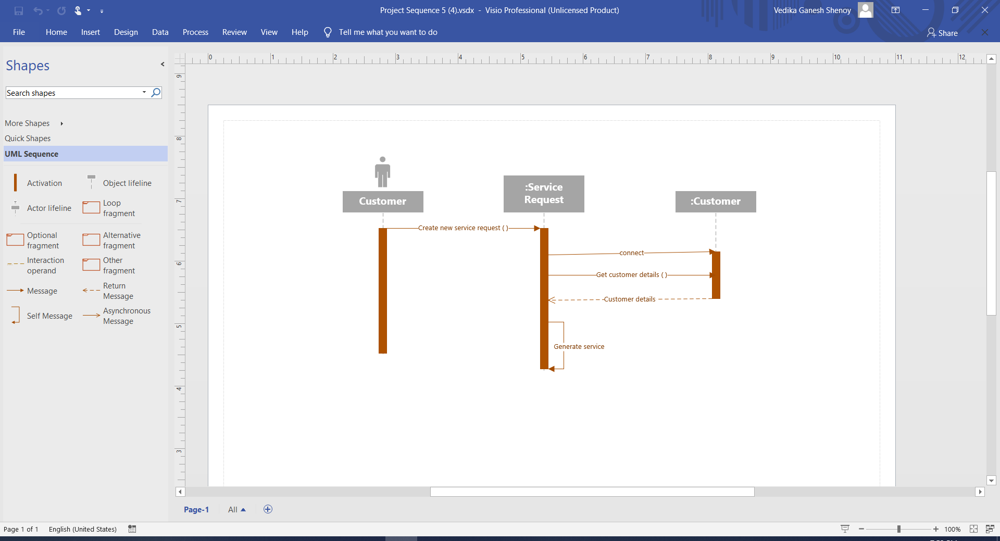 Project Sequence 5 (4).vsdx - Visio Professional (Unlicensed Product)
Vedika Ganesh Shenoy
File Home Insert Design Data Process Review View Help Tell me what you want to do
Share
Shapes
Search shapes
More Shapes
Quick Shapes
UML Sequence
Activation
Object lifeline
Actor lifeline
Loop
fragment
Optional
fragment
Alternative
fragment
Interaction
operand
Other
fragment
Message
Return
Message
Self Message
Asynchronous
Message
0 1 2 3 4 5 6 7 8 9 10 11 12
9
8
7
6
5
4
3
Customer
:Service
Request
:Customer
Create new service request ( )
connect
Get customer details ( )
Customer details
Generate service
Page-1 All
Page 1 of 1 English (United States)
100%